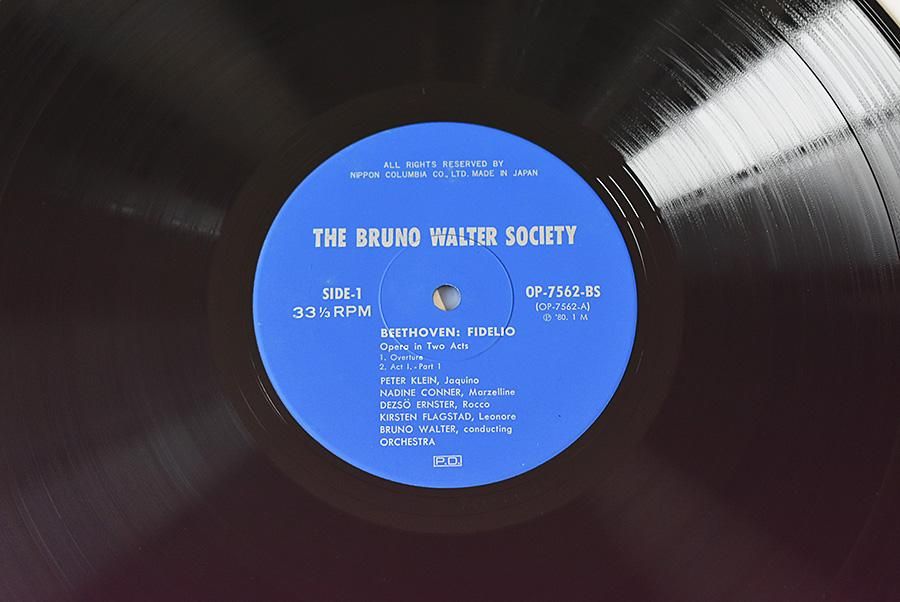 ALL RIGHTS RESERVED BY
NIPPON COLUMBIA CO., LTD. MADE IN JAPAN
THE BRUNO WALTER SOCIETY
SIDE-1
33⅓ RPM
OP-7562-BS
(OP-7562-A)
Ⓟ '80. 1 M
BEETHOVEN: FIDELIO
Opera in Two Acts
1. Overture
2. Act I. - Part 1
PETER KLEIN, Jaquino
NADINE CONNER, Marzelline
DEZSÖ ERNSTER, Rocco
KIRSTEN FLAGSTAD, Leonore
BRUNO WALTER, conducting
ORCHESTRA
P.D.